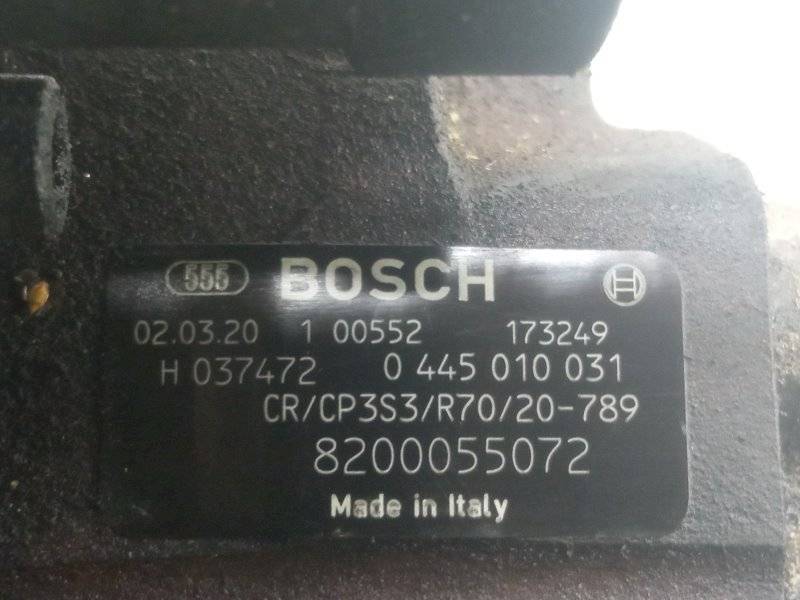 555 BOSCH
02.03.20 1 00552 173249
H 037472 0 445 010 031
CR/CP3S3/R70/20-789
8200055072
Made in Italy